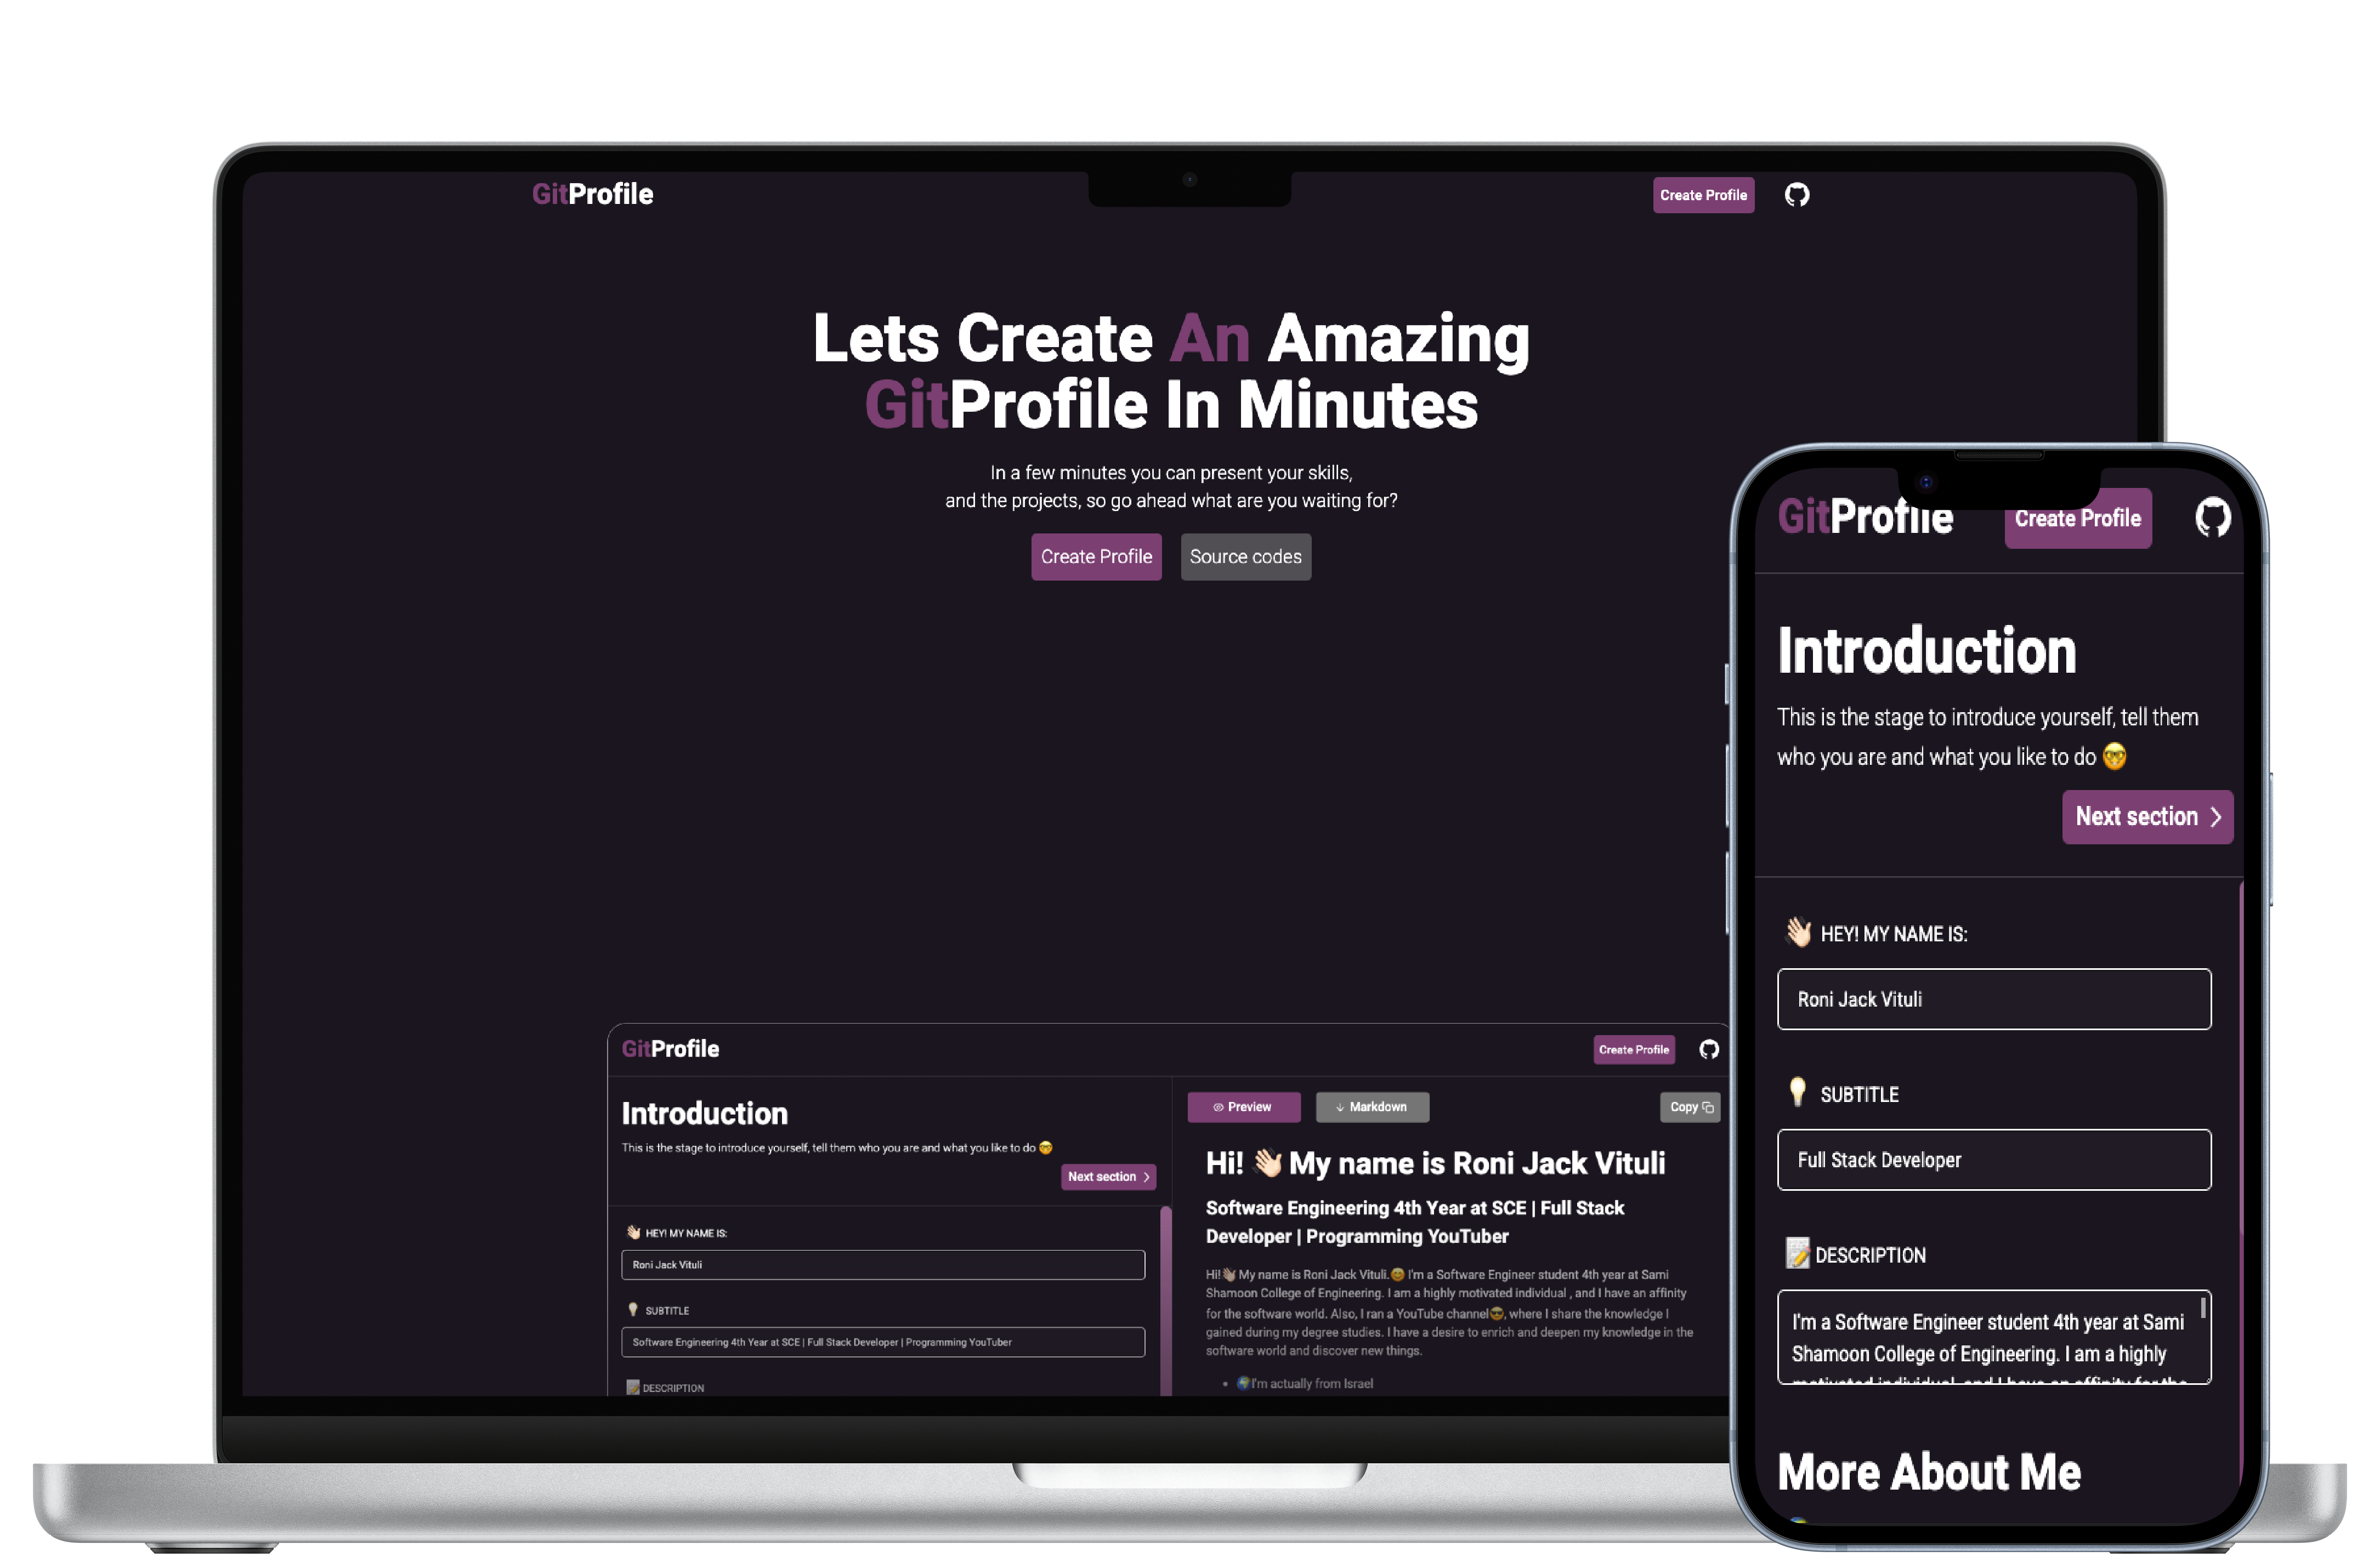 GitProfile
Create Profile
Lets Create An Amazing
GitProfile In Minutes
In a few minutes you can present your skills,
and the projects, so go ahead what are you waiting for?
Create Profile
Source codes
GitProfile
Create Profile
Introduction
This is the stage to introduce yourself, tell them who you are and what you like to do 🤓
Next section
👋🏻 HEY! MY NAME IS:
Roni Jack Vituli
💡 SUBTITLE
Software Engineering 4th Year at SCE | Full Stack Developer | Programming YouTuber
📝 DESCRIPTION
Preview
Markdown
Copy
Hi! 👋🏻 My name is Roni Jack Vituli
Software Engineering 4th Year at SCE | Full Stack
Developer | Programming YouTuber
Hi!👋🏻 My name is Roni Jack Vituli.😊 I'm a Software Engineer student 4th year at Sami
Shamoon College of Engineering. I am a highly motivated individual , and I have an affinity
for the software world. Also, I ran a YouTube channel😎, where I share the knowledge I
gained during my degree studies. I have a desire to enrich and deepen my knowledge in the
software world and discover new things.
• 🌍I'm actually from Israel
GitProfile
Create Profile
Introduction
This is the stage to introduce yourself, tell them
who you are and what you like to do 🤓
Next section
👋🏻 HEY! MY NAME IS:
Roni Jack Vituli
💡 SUBTITLE
Full Stack Developer
📝 DESCRIPTION
I'm a Software Engineer student 4th year at Sami
Shamoon College of Engineering. I am a highly
motivated individual, and I have an affinity for the
More About Me